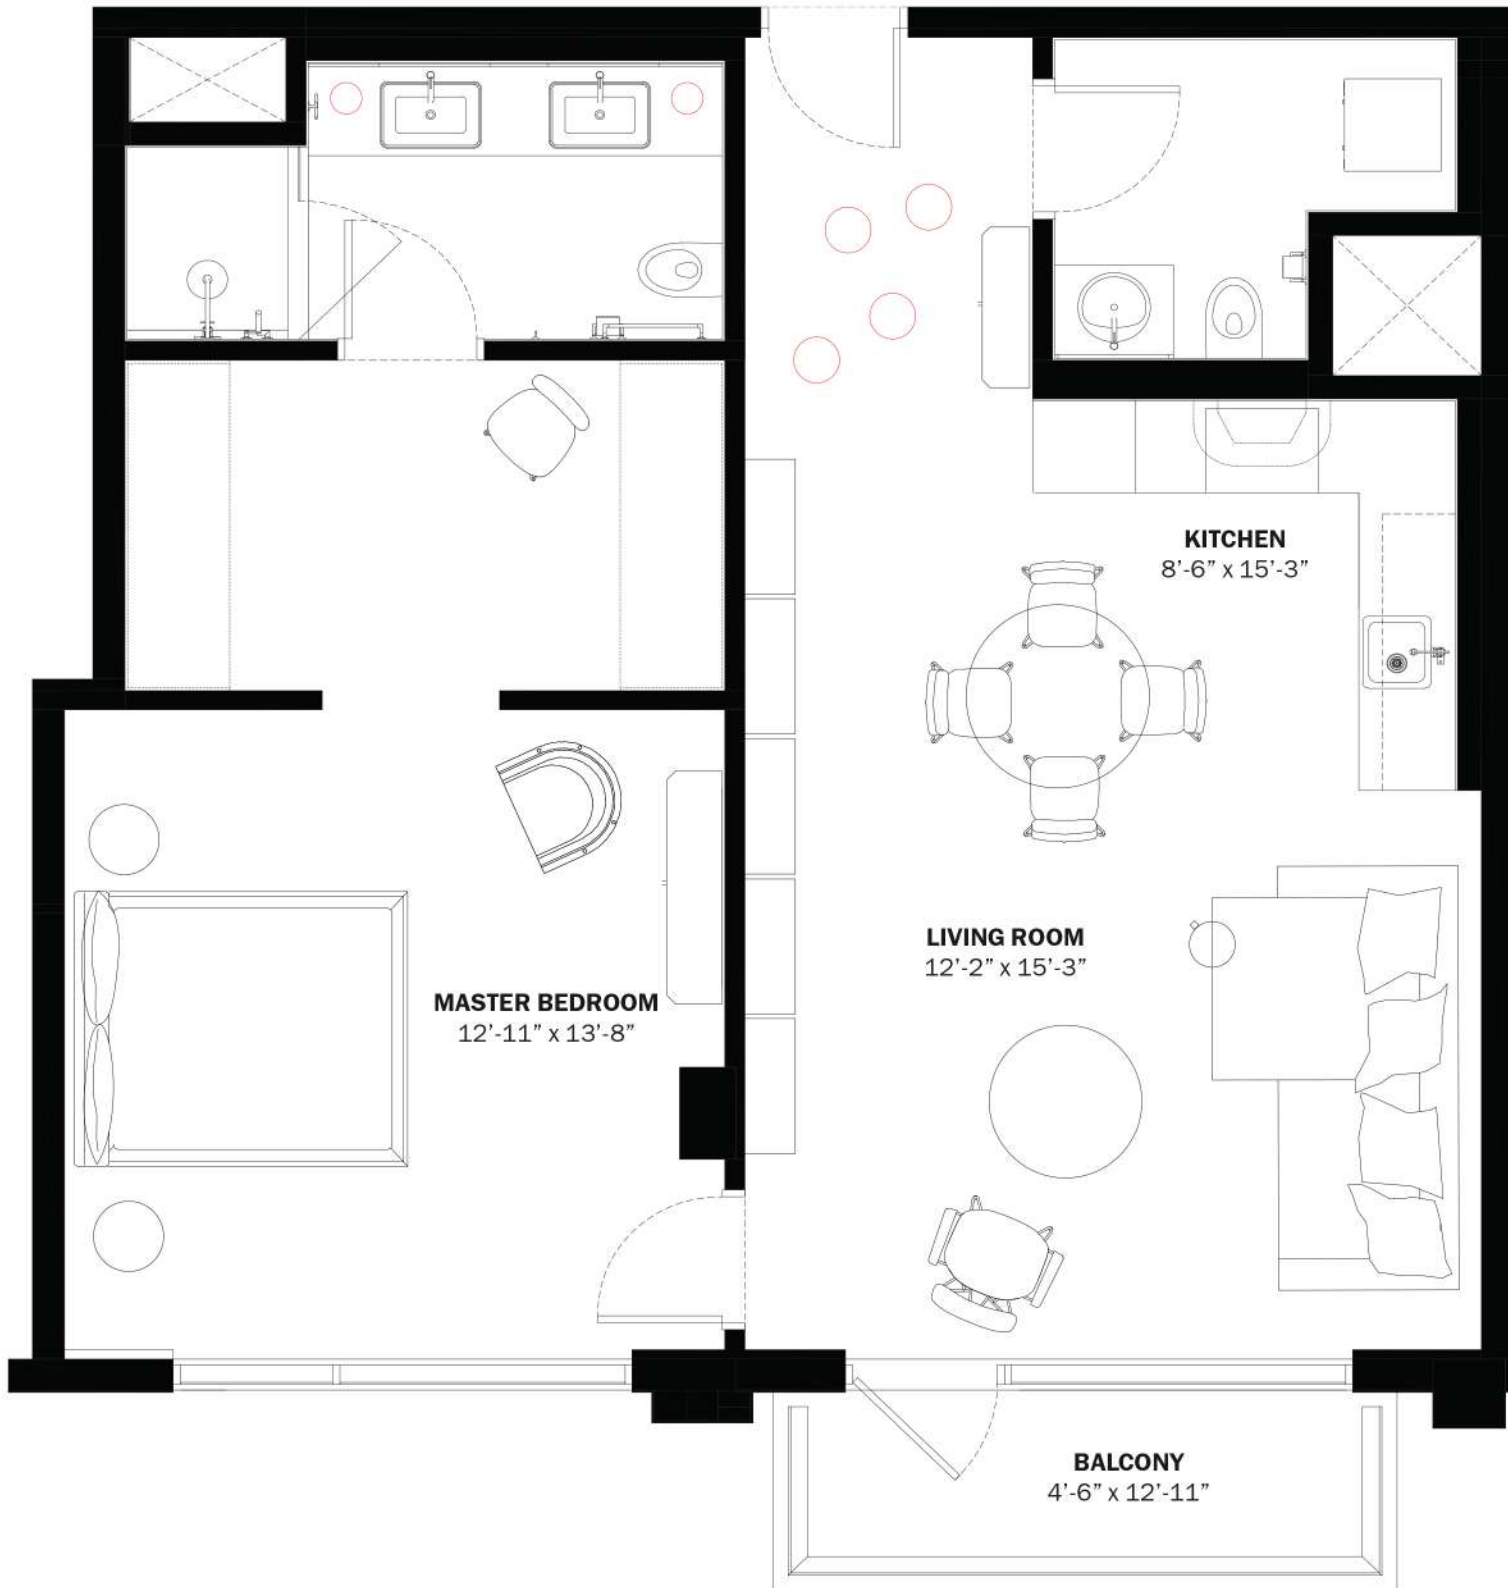 KITCHEN
8’-6” x 15’-3”
LIVING ROOM
12’-2” x 15’-3”
MASTER BEDROOM
12’-11” x 13’-8”
BALCONY
4’-6” x 12’-11”